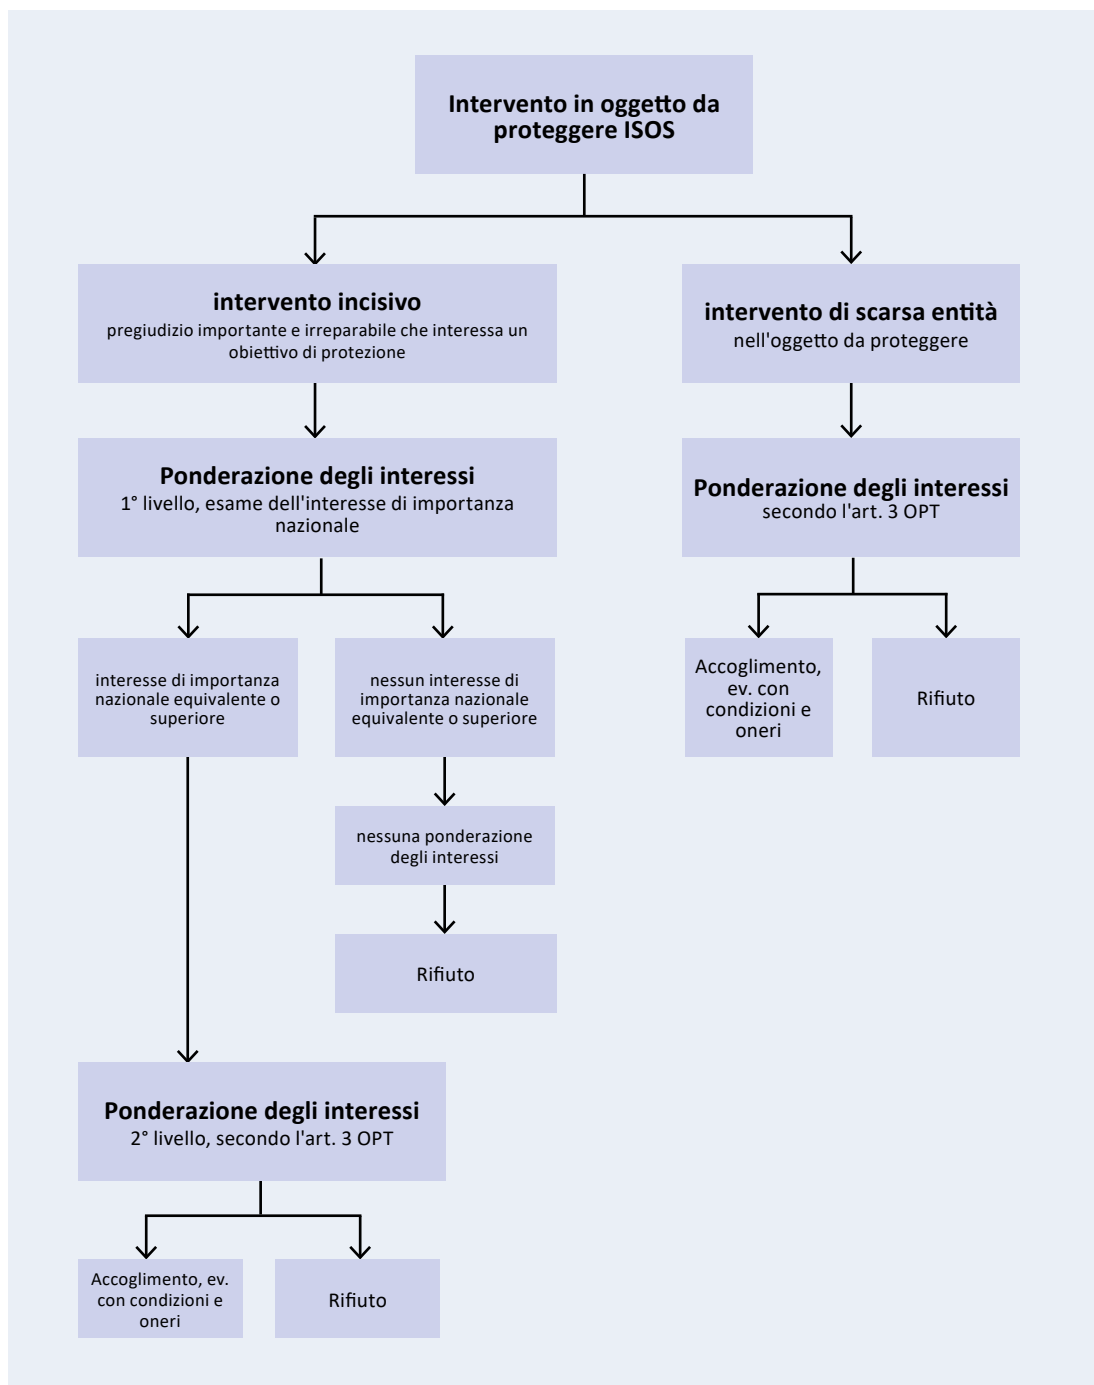 Intervento in oggetto da
proteggere ISOS
intervento incisivo
pregiudizio importante e irreparabile che interessa un
obiettivo di protezione
intervento di scarsa entità
nell'oggetto da proteggere
Ponderazione degli interessi
1° livello, esame dell'interesse di importanza
nazionale
Ponderazione degli interessi
secondo l'art. 3 OPT
interesse di importanza
nazionale equivalente o
superiore
nessun interesse di
importanza nazionale
equivalente o superiore
Accoglimento,
ev. con
condizioni e
oneri
Rifiuto
nessuna ponderazione
degli interessi
Rifiuto
Ponderazione degli interessi
2° livello, secondo l'art. 3 OPT
Accoglimento, ev.
con condizioni e
oneri
Rifiuto